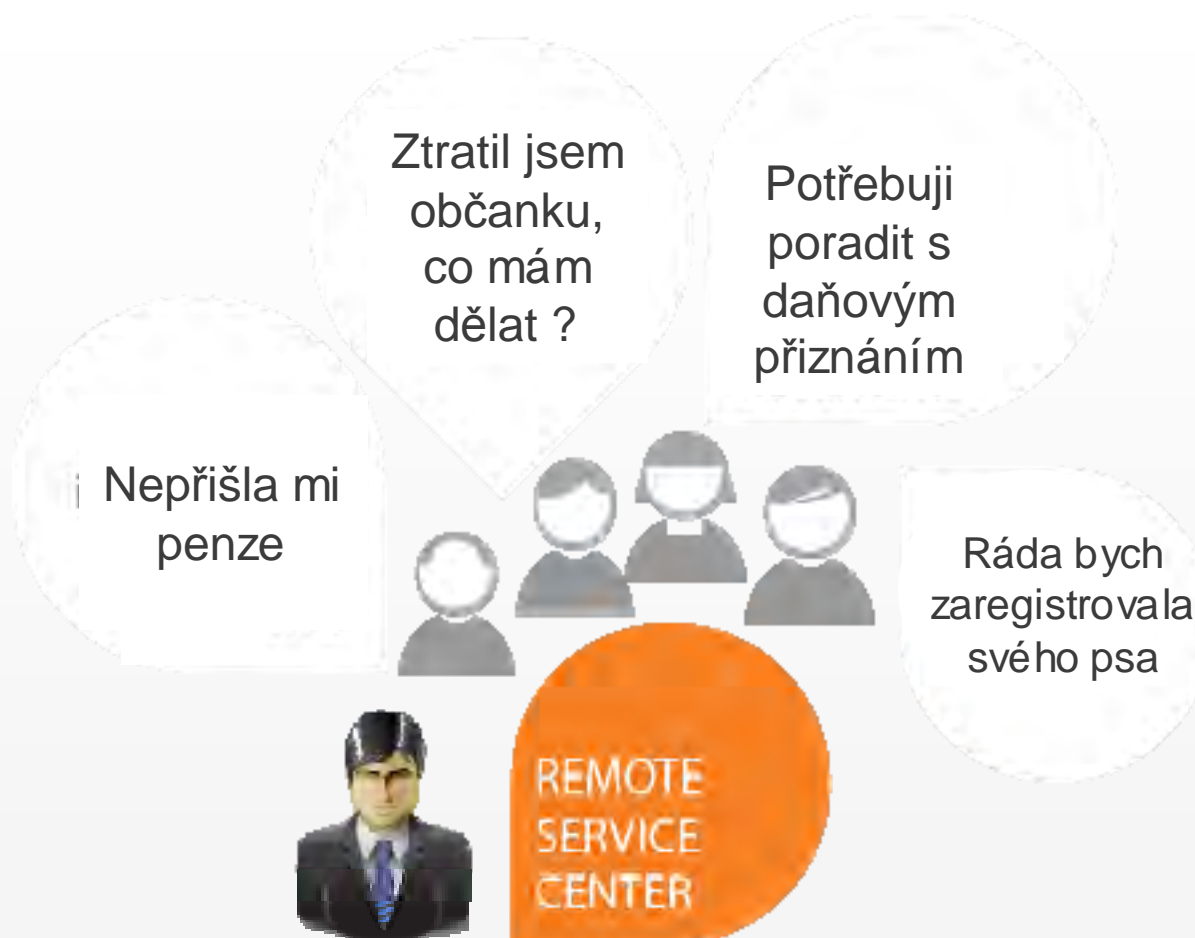 Ztratil jsem
občanku,
co mám
dělat ?
Potřebuji
poradit s
daňovým
přiznáním
Nepřišla mi
penze
Ráda bych
zaregistrovala
svého psa
REMOTE
SERVICE
CENTER